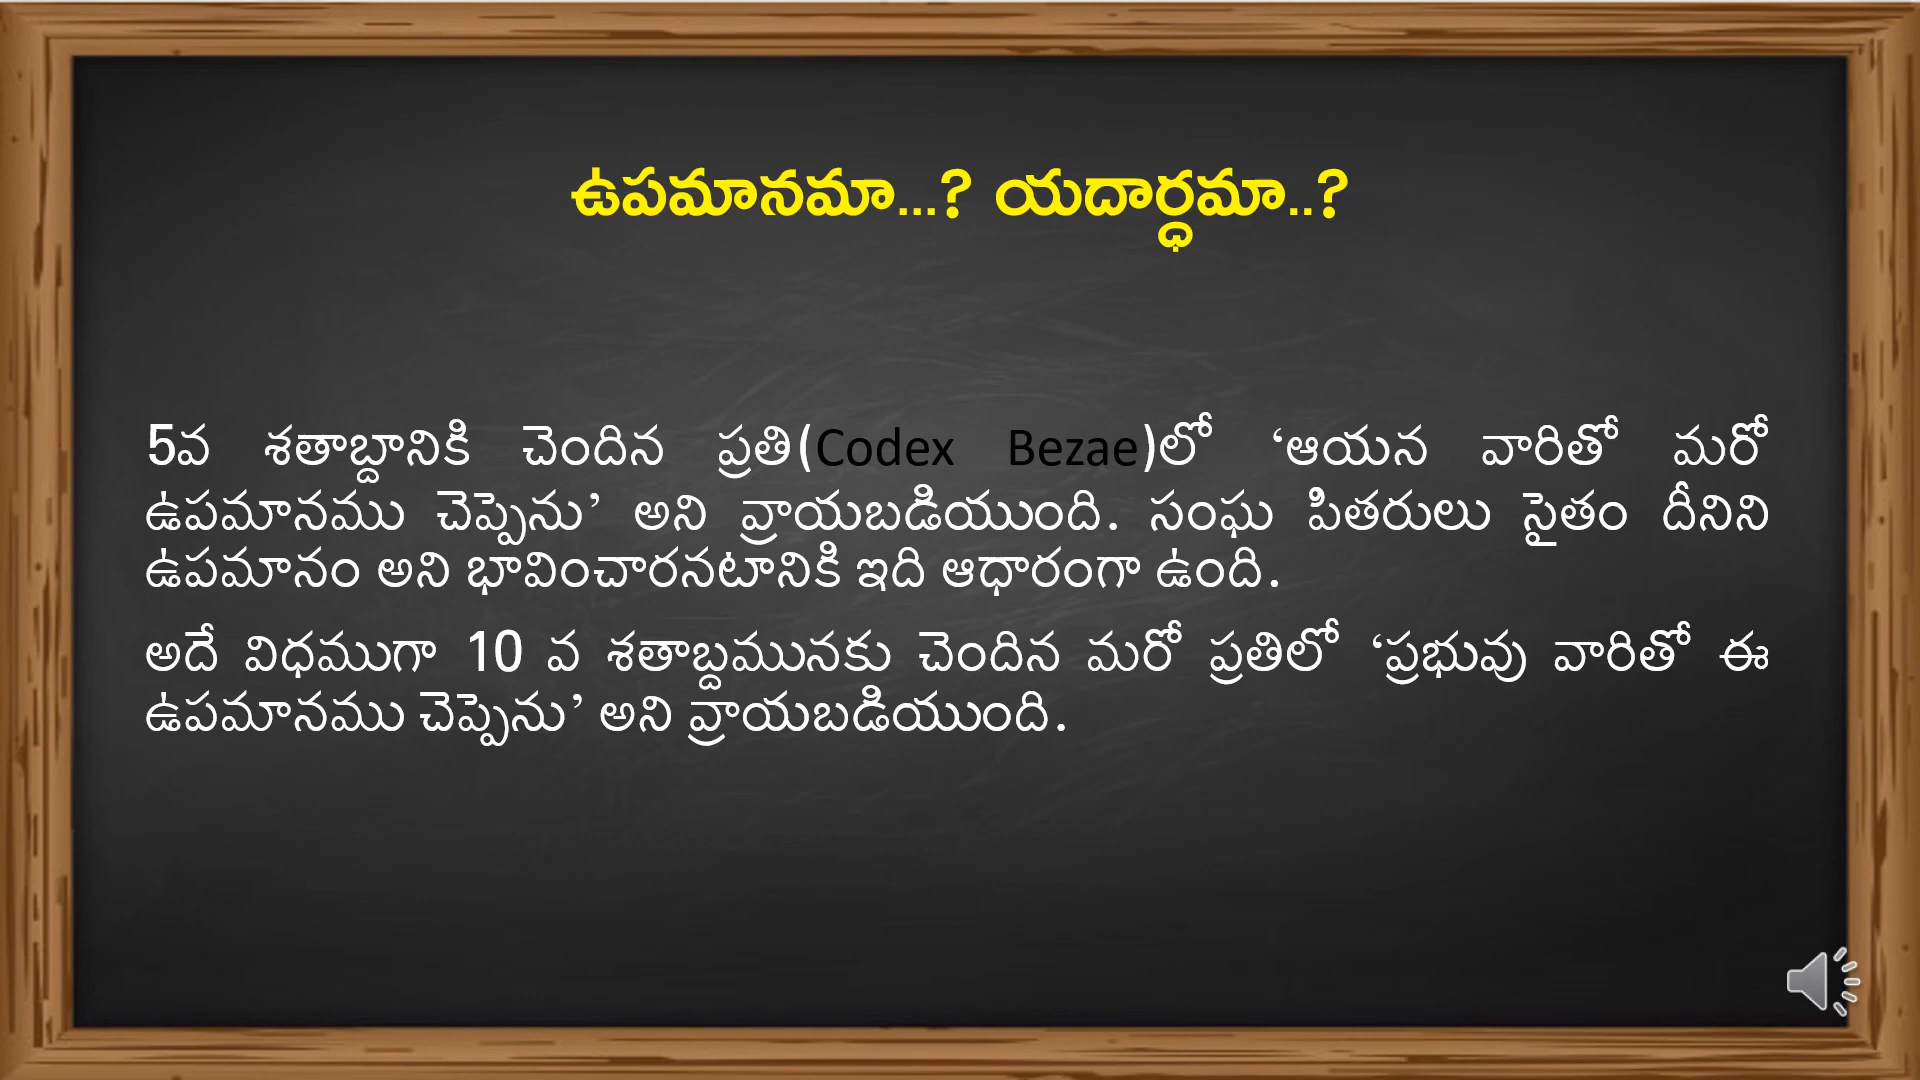 ఉపమానమా...? యదార్ధమా..?
5వ శతాబ్దానికి చెందిన ప్రతి(Codex Bezae)లో ‘ఆయన వారితో మరో
ఉపమానము చెప్పెను’ అని వ్రాయబడియుంది. సంఘ పితరులు సైతం దీనిని
ఉపమానం అని భావించారనటానికి ఇది ఆధారంగా ఉంది.
అదే విధముగా 10 వ శతాబ్దమునకు చెందిన మరో ప్రతిలో ‘ప్రభువు వారితో ఈ
ఉపమానము చెప్పెను’ అని వ్రాయబడియుంది.